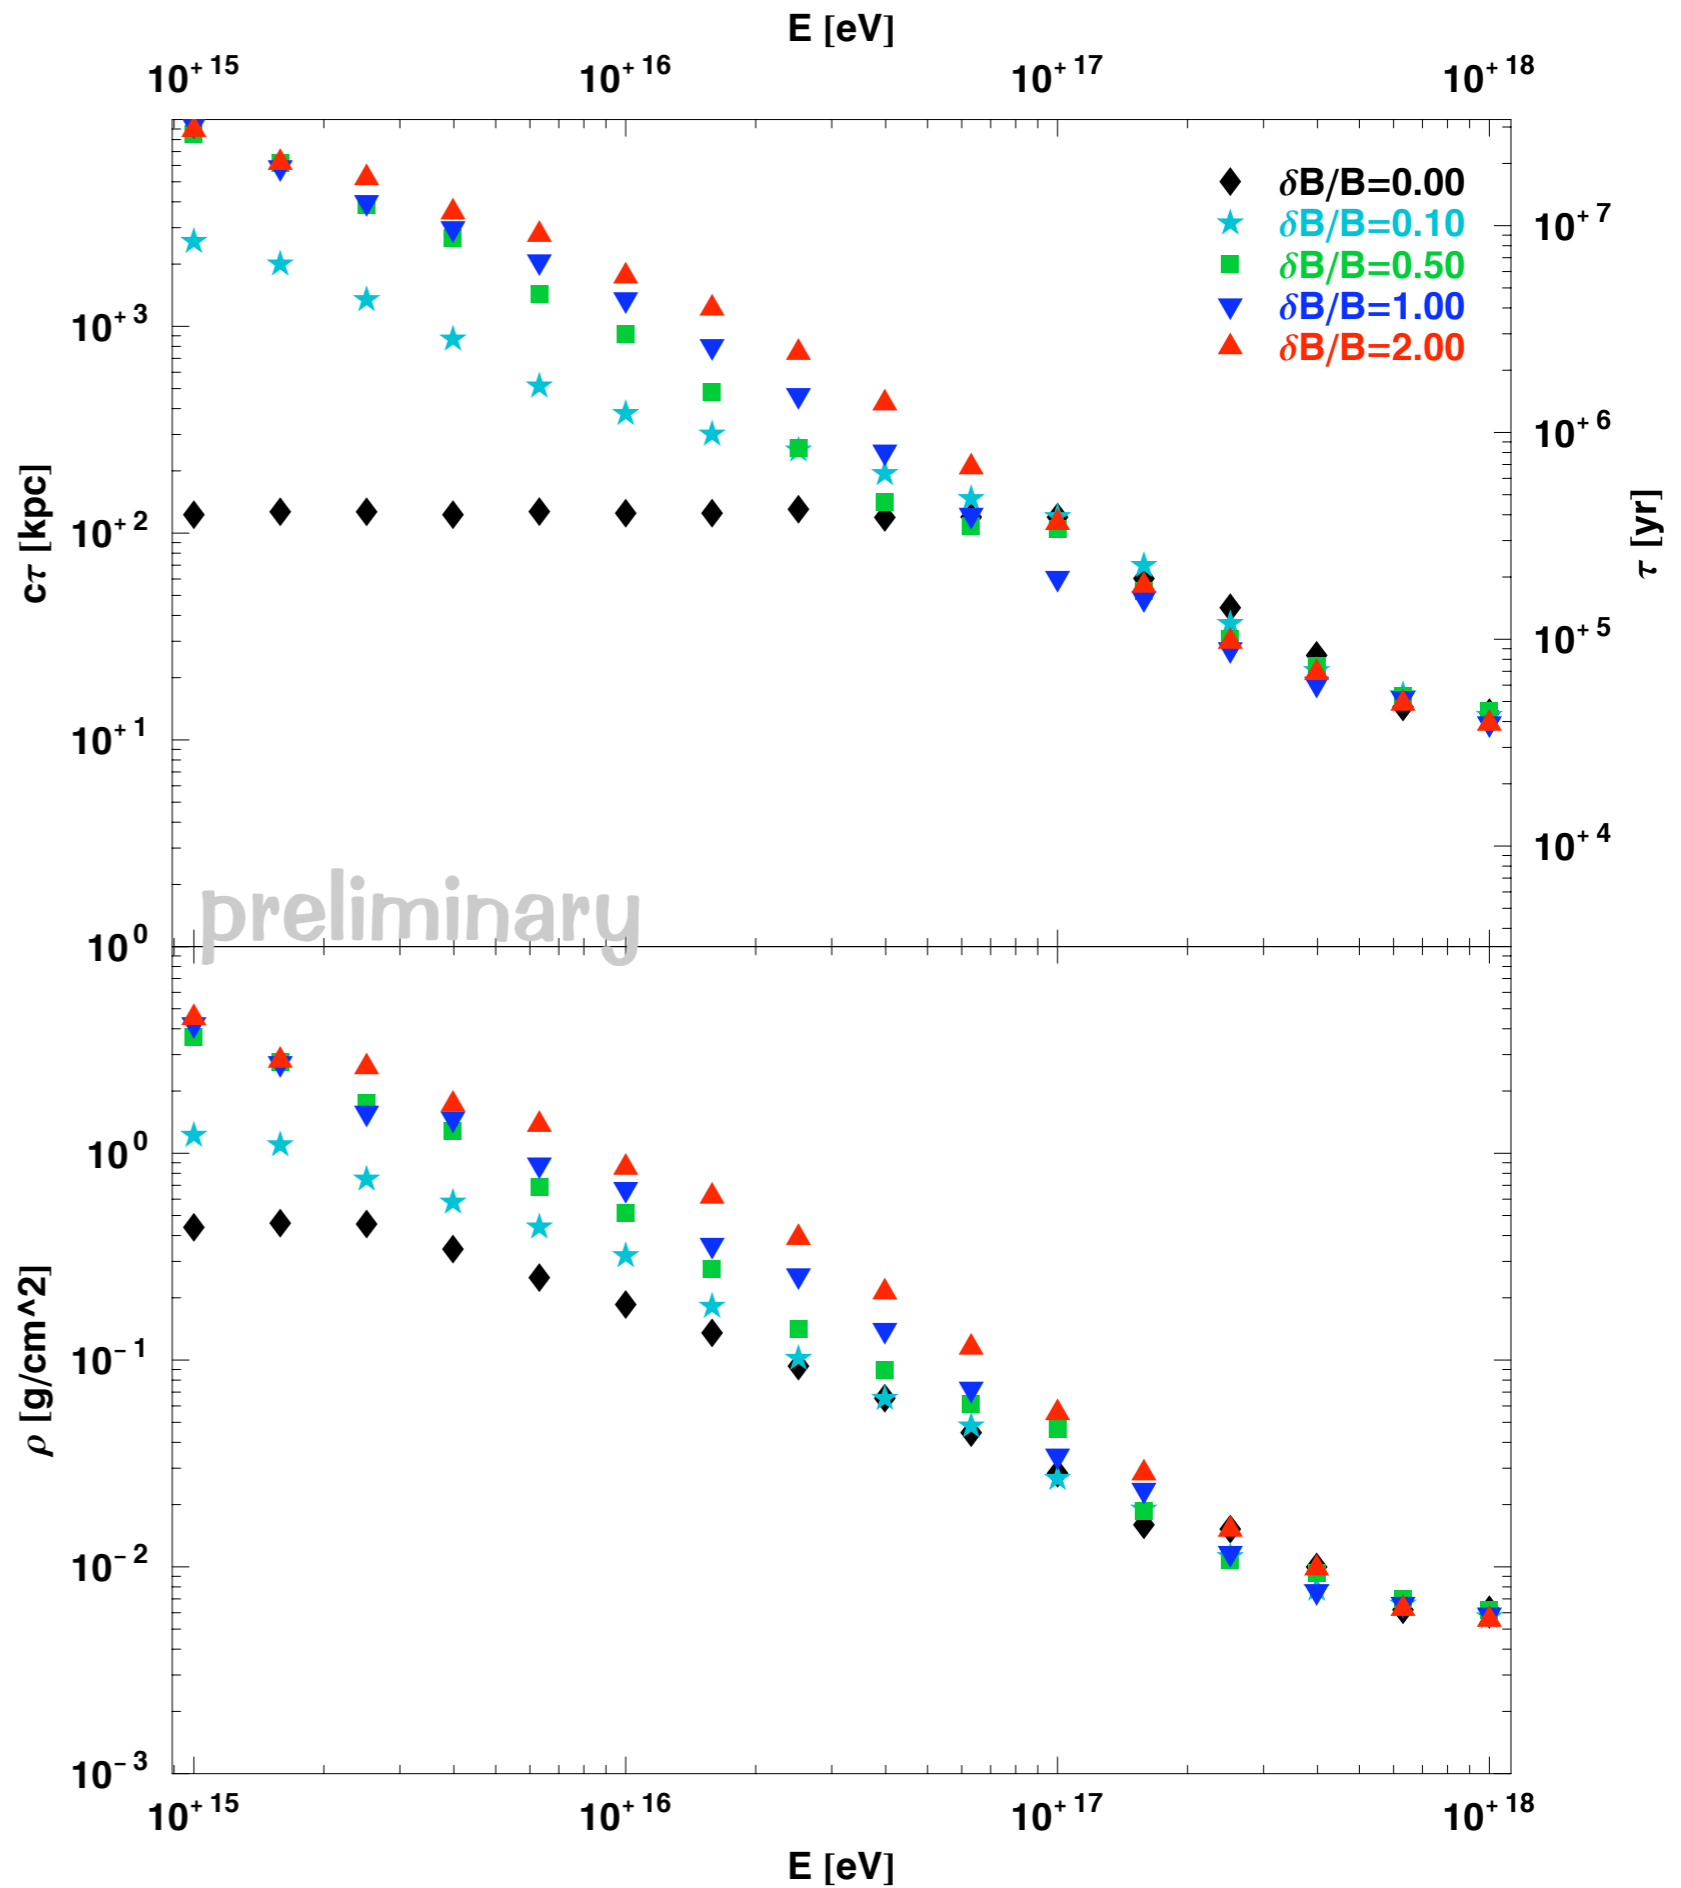 E [eV]
10+15 10+16 10+17 10+18
δB/B=0.00
δB/B=0.10
δB/B=0.50
δB/B=1.00
δB/B=2.00
10+3
10+2
10+1
100
cτ [kpc]
10+7
10+6
10+5
10+4
τ [yr]
preliminary
100
10−1
10−2
10−3
ρ [g/cm^2]
10+15 10+16 10+17 10+18
E [eV]